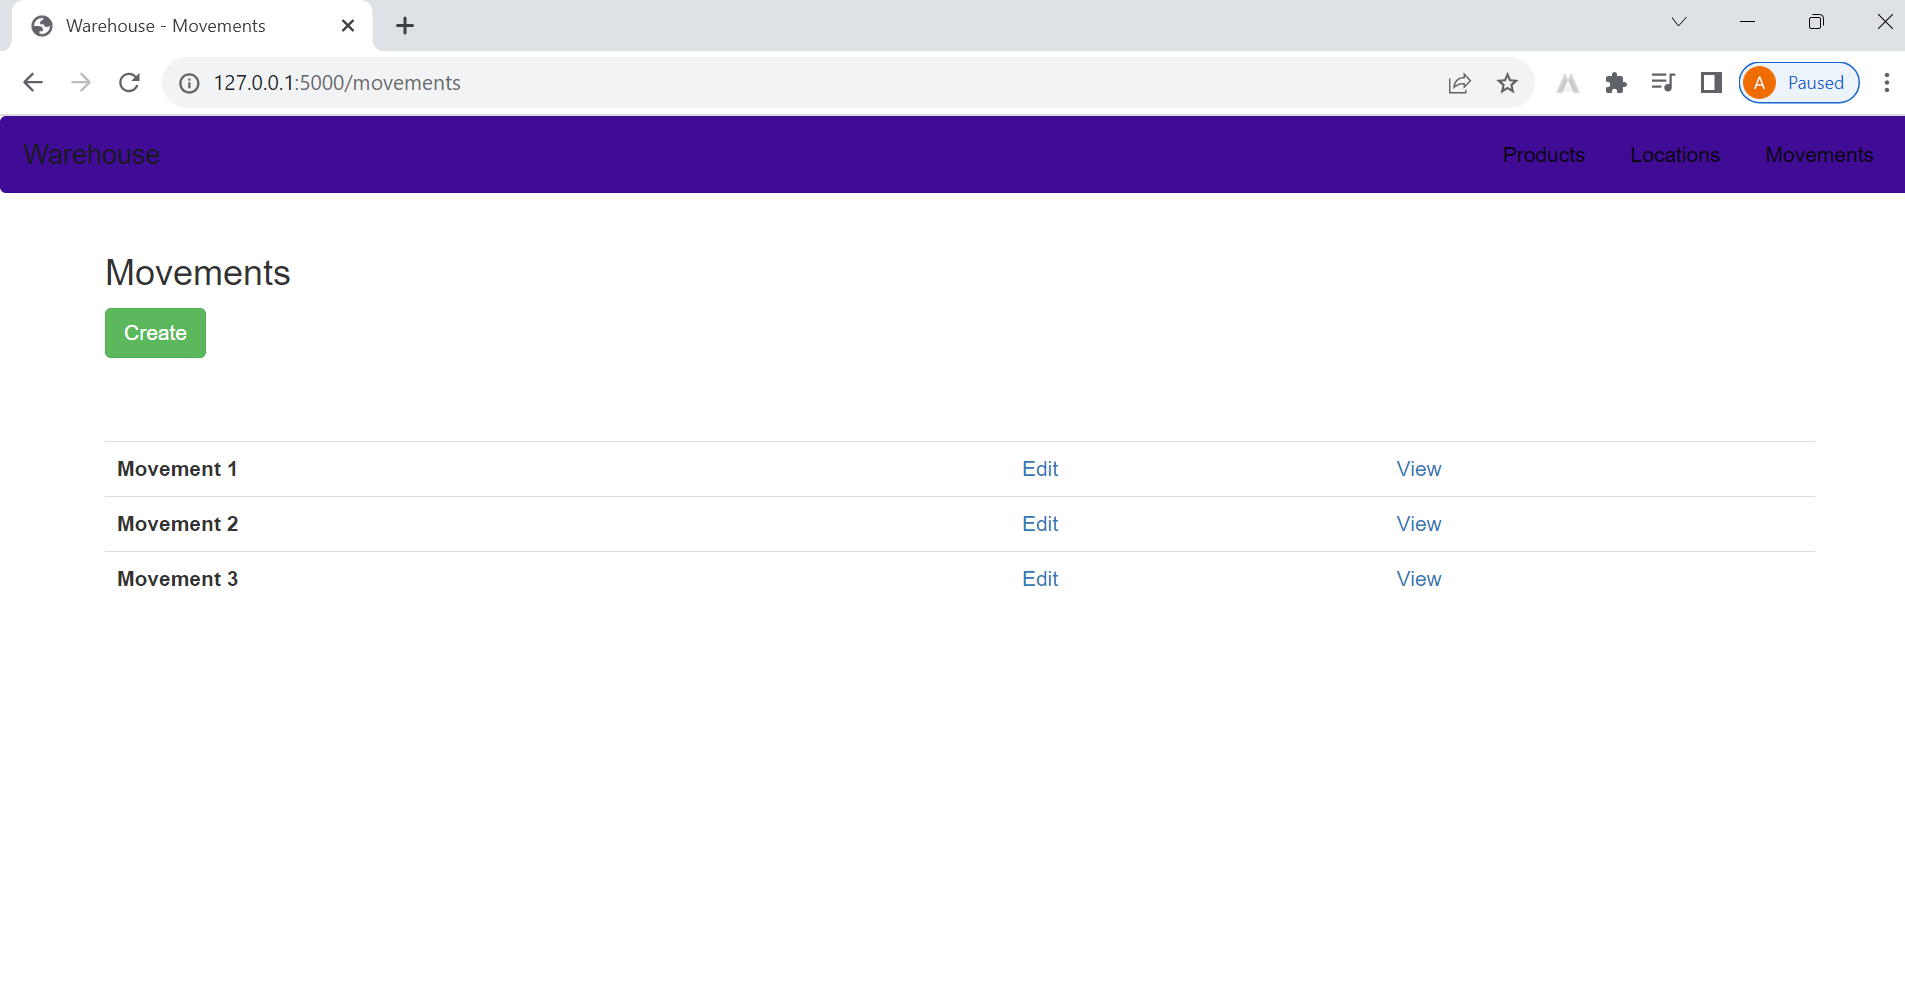 Warehouse - Movements
127.0.0.1:5000/movements
A Paused
Warehouse Products Locations Movements
Movements
Create
Movement 1 Edit View
Movement 2 Edit View
Movement 3 Edit View